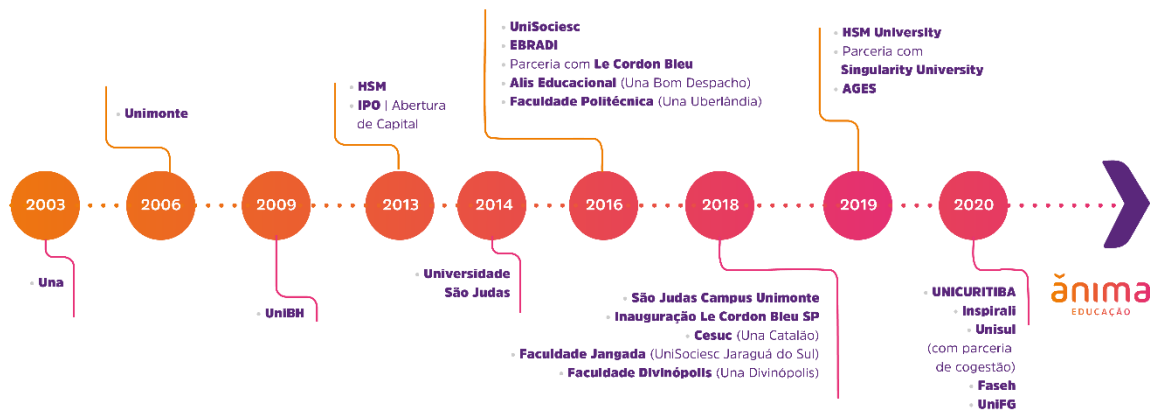 2003
• Una
2006
• Unimonte
2009
• UniBH
2013
• HSM
• IPO | Abertura
de Capital
2014
• Universidade
São Judas
2016
• UniSociesc
• EBRADI
• Parceria com Le Cordon Bleu
• Alis Educacional (Una Bom Despacho)
• Faculdade Politécnica (Una Uberlândia)
2018
• São Judas Campus Unimonte
• Inauguração Le Cordon Bleu SP
• Cesuc (Una Catalão)
• Faculdade Jangada (UniSociesc Jaraguá do Sul)
• Faculdade Divinópolis (Una Divinópolis)
2019
• HSM University
• Parceria com
Singularity University
• AGES
2020
• UNICURITIBA
• Inspirali
• Unisul
(com parceria
de cogestão)
• Faseh
• UniFG
ănima
EDUCAÇÃO